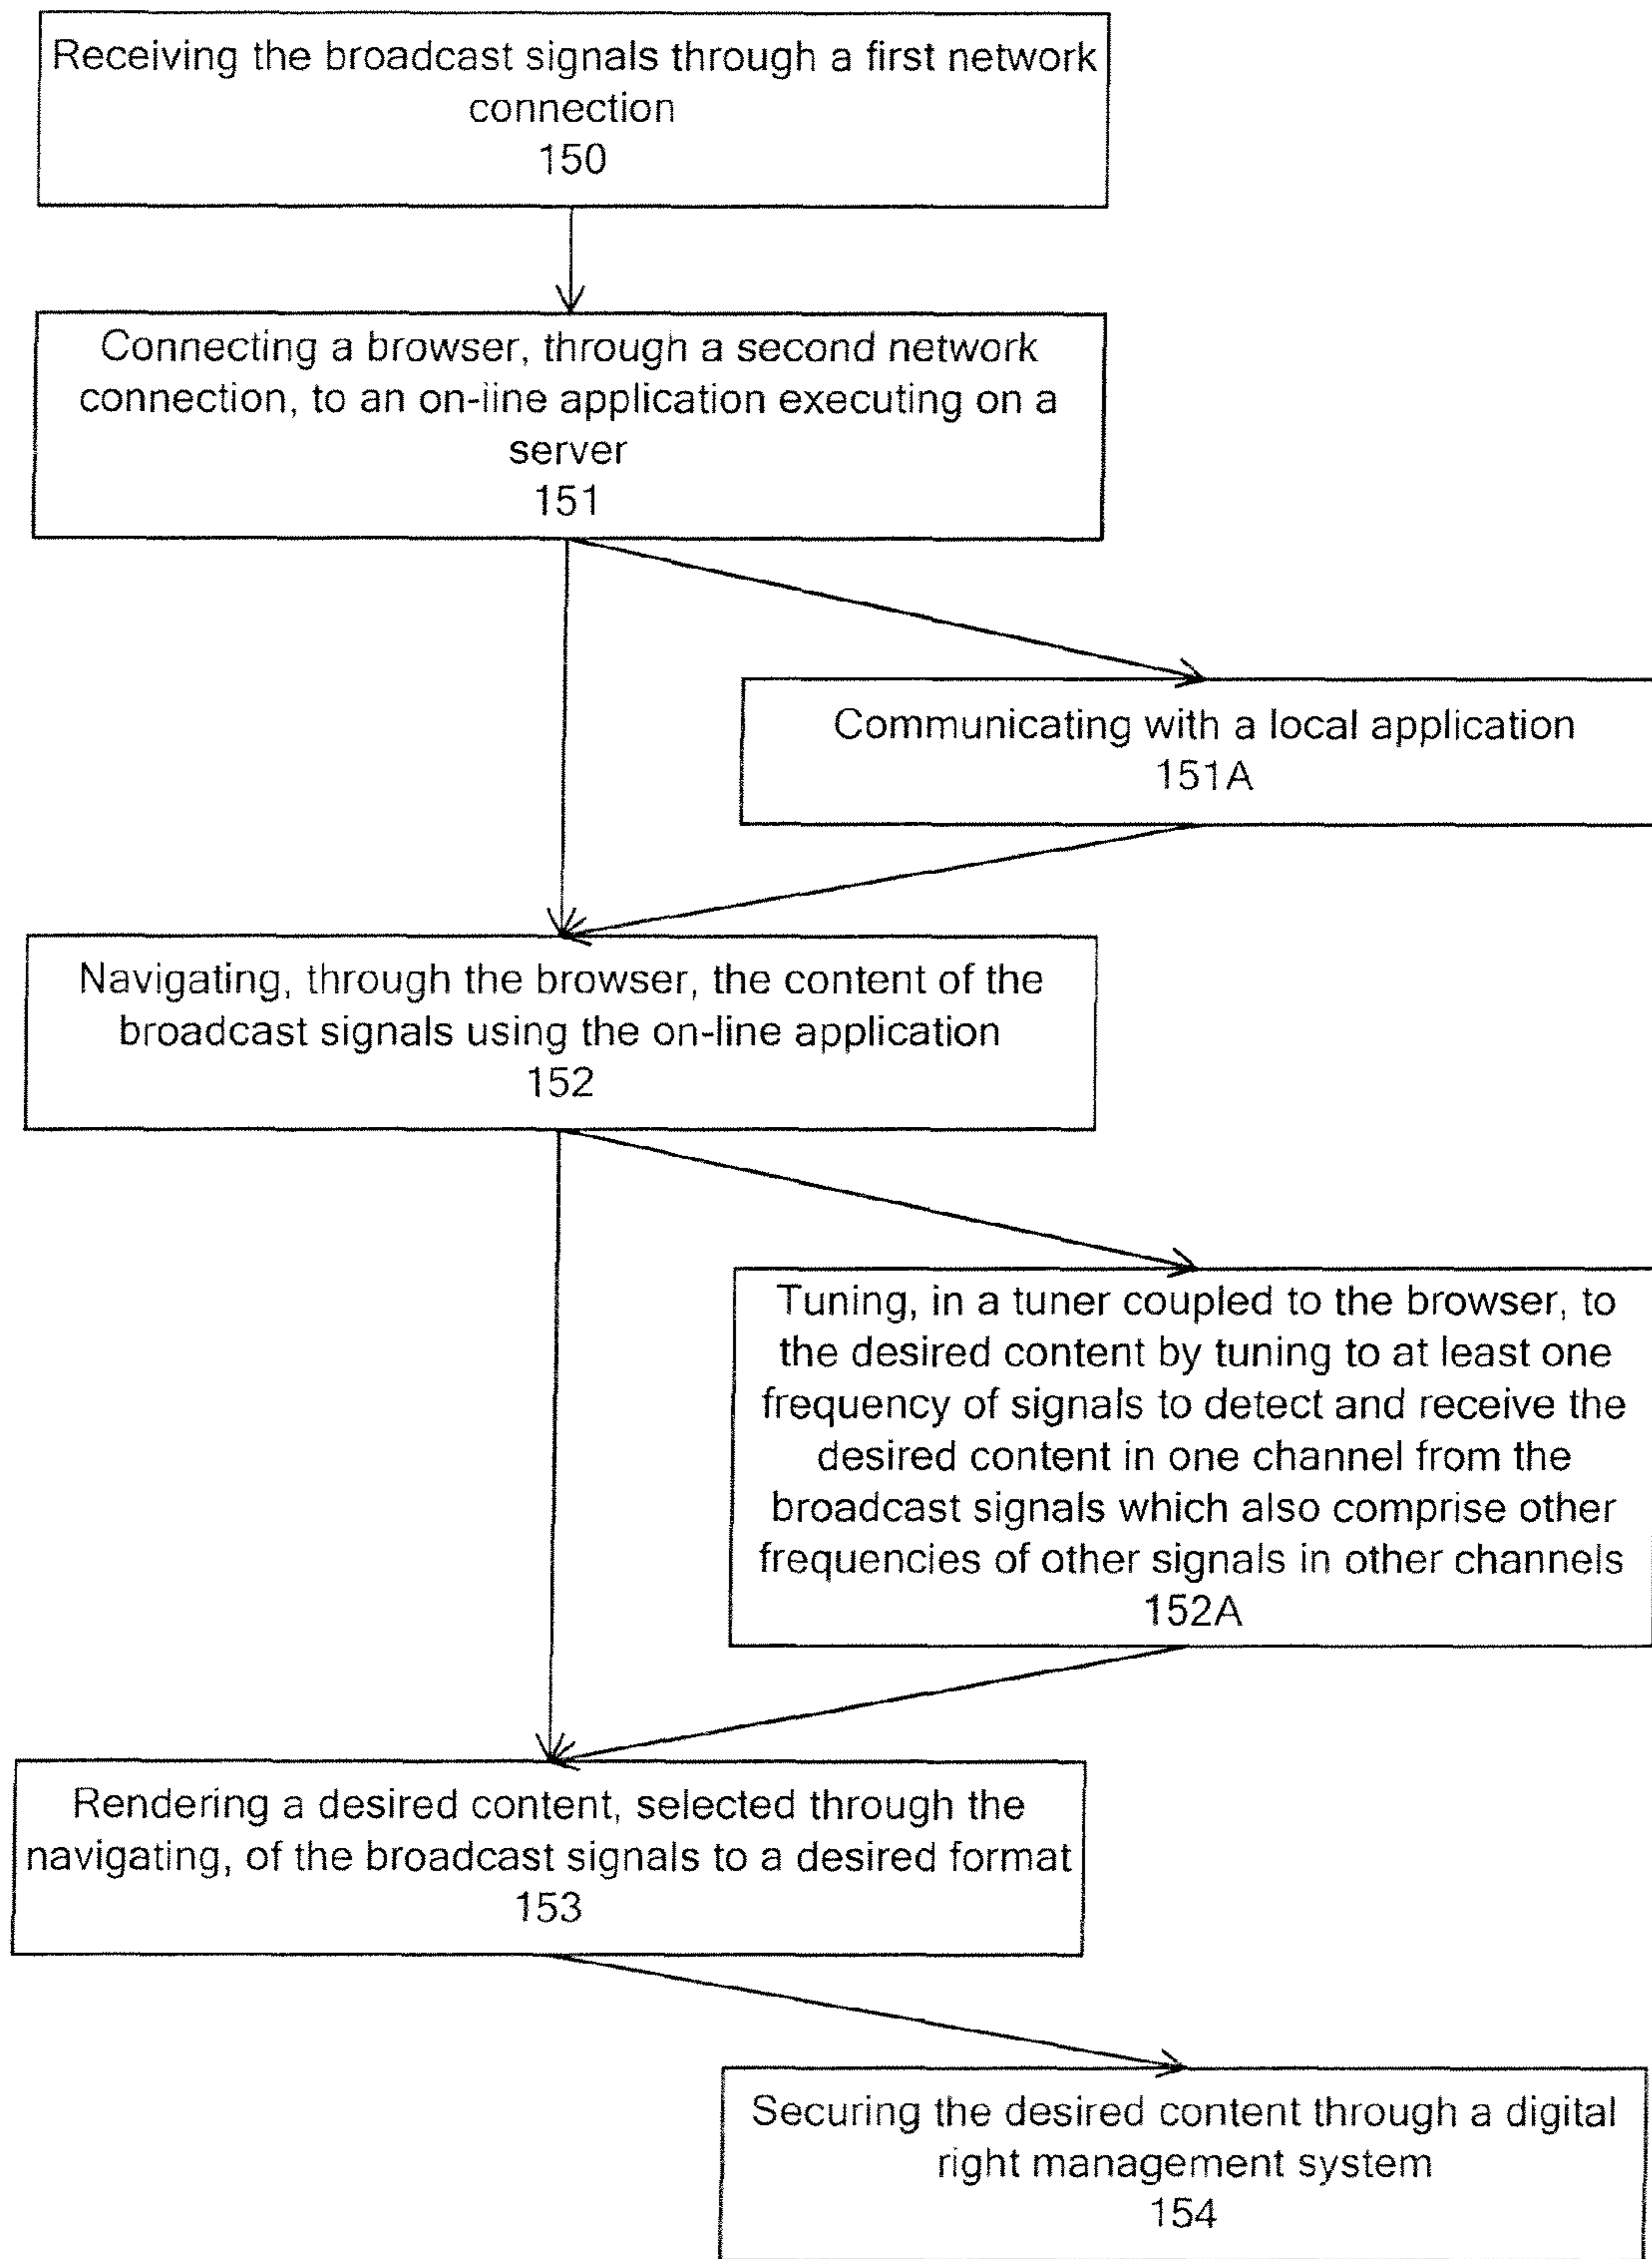 Receiving the broadcast signals through a first network
connection
150
Connecting a browser, through a second network
connection, to an on-line application executing on a
server
151
Communicating with a local application
151A
Navigating, through the browser, the content of the
broadcast signals using the on-line application
152
Tuning, in a tuner coupled to the browser, to
the desired content by tuning to at least one
frequency of signals to detect and receive the
desired content in one channel from the
broadcast signals which also comprise other
frequencies of other signals in other channels
152A
Rendering a desired content, selected through the
navigating, of the broadcast signals to a desired format
153
Securing the desired content through a digital
right management system
154